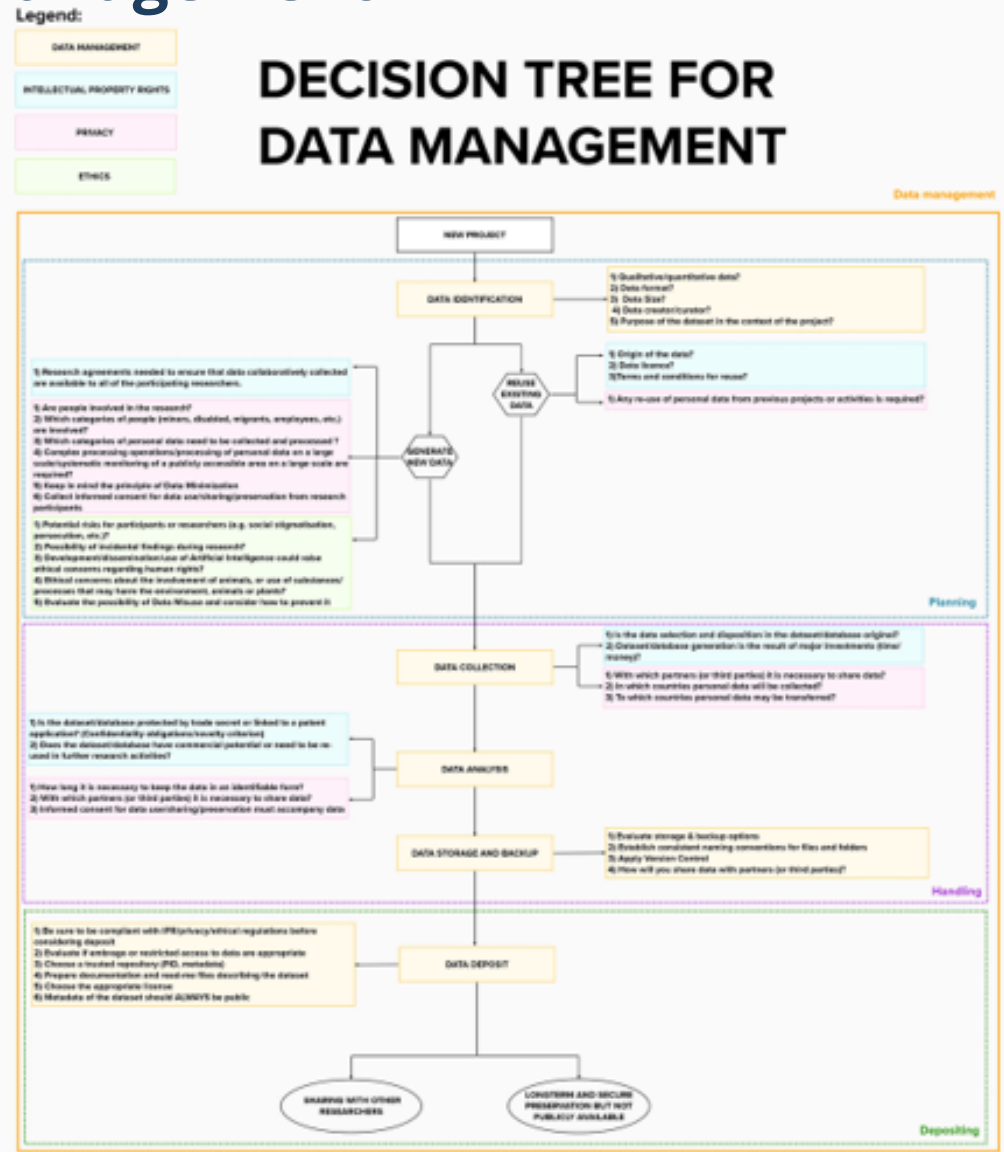 Legend:
DATA MANAGEMENT
INTELLECTUAL PROPERTY RIGHTS
PRIVACY
ETHICS
DECISION TREE FOR
DATA MANAGEMENT
Data management
NEW PROJECT
DATA IDENTIFICATION
1) Qualitative/quantitative data?
2) Data format?
3) Data Size?
4) Data creator/curator?
5) Purpose of the dataset in the context of the project?
1) Origin of the data?
2) Data licence?
3)Terms and conditions for reuse?
REUSE
EXISTING
DATA
1) Any re-use of personal data from previous projects or activities is required?
1) Research agreements needed to ensure that data collaboratively collected
are available to all of the participating researchers.
1) Are people involved in the research?
2) Which categories of people (minors, disabled, migrants, employees, etc.)
are involved?
3) Which categories of personal data need to be collected and processed ?
4) Complex processing operations/processing of personal data on a large
scale/systematic monitoring of a publicly accessible area on a large scale are
required?
5) Keep in mind the principle of Data Minimisation
6) Collect informed consent for data use/sharing/preservation from research
participants
GENERATE
NEW DATA
1) Potential risks for participants or researchers (e.g. social stigmatisation,
persecution, etc.)?
2) Possibility of incidental findings during research?
3) Development/dissemination/use of Artificial Intelligence could raise
ethical concerns regarding human rights?
4) Ethical concerns about the involvement of animals, or use of substances/
processes that may harm the environment, animals or plants?
5) Evaluate the possibility of Data Misuse and consider how to prevent it
Planning
DATA COLLECTION
1) Is the data selection and disposition in the dataset/database original?
2) Dataset/database generation is the result of major investments (time/
money)?
1) With which partners (or third parties) it is necessary to share data?
2) In which countries personal data will be collected?
3) To which countries personal data may be transferred?
1) Is the dataset/database protected by trade secret or linked to a patent
application? (Confidentiality obligations/novelty criterion)
2) Does the dataset/database have commercial potential or need to be re-
used in further research activities?
DATA ANALYSIS
1) How long it is necessary to keep the data in an identifiable form?
2) With which partners (or third parties) it is necessary to share data?
3) Informed consent for data use/sharing/preservation must accompany data
DATA STORAGE AND BACKUP
1) Evaluate storage & backup options
2) Establish consistent naming conventions for files and folders
3) Apply Version Control
4) How will you share data with partners (or third parties)?
Handling
1) Be sure to be compliant with IPR/privacy/ethical regulations before
considering deposit
2) Evaluate if embrago or restricted access to data are appropriate
3) Choose a trusted repository (PID, metadata)
4) Prepare documentation and read-me files describing the dataset
5) Choose the appropriate license
6) Metadata of the dataset should ALWAYS be public
DATA DEPOSIT
SHARING WITH OTHER
RESEARCHERS
LONGTERM AND SECURE
PRESERVATION BUT NOT
PUBLICLY AVAILABLE
Depositing